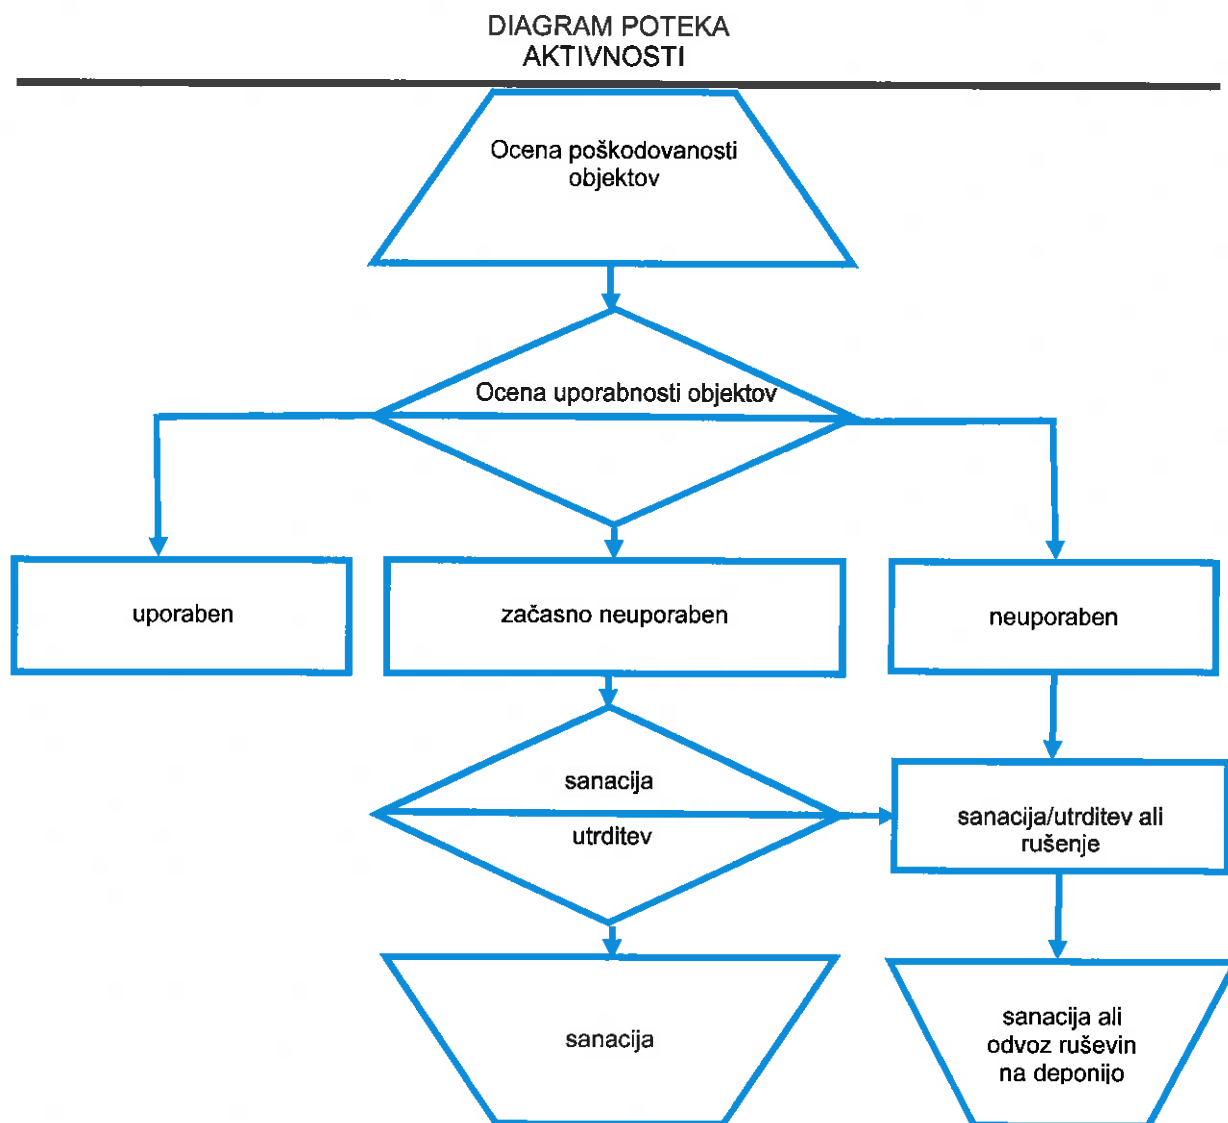 DIAGRAM POTEKA
AKTIVNOSTI
Ocena poškodovanosti
objektov
Ocena uporabnosti objektov
uporaben
začasno neuporaben
neuporaben
sanacija
utrditev
sanacija/utrditev ali
rušenje
sanacija
sanacija ali
odvoz ruševin
na deponijo